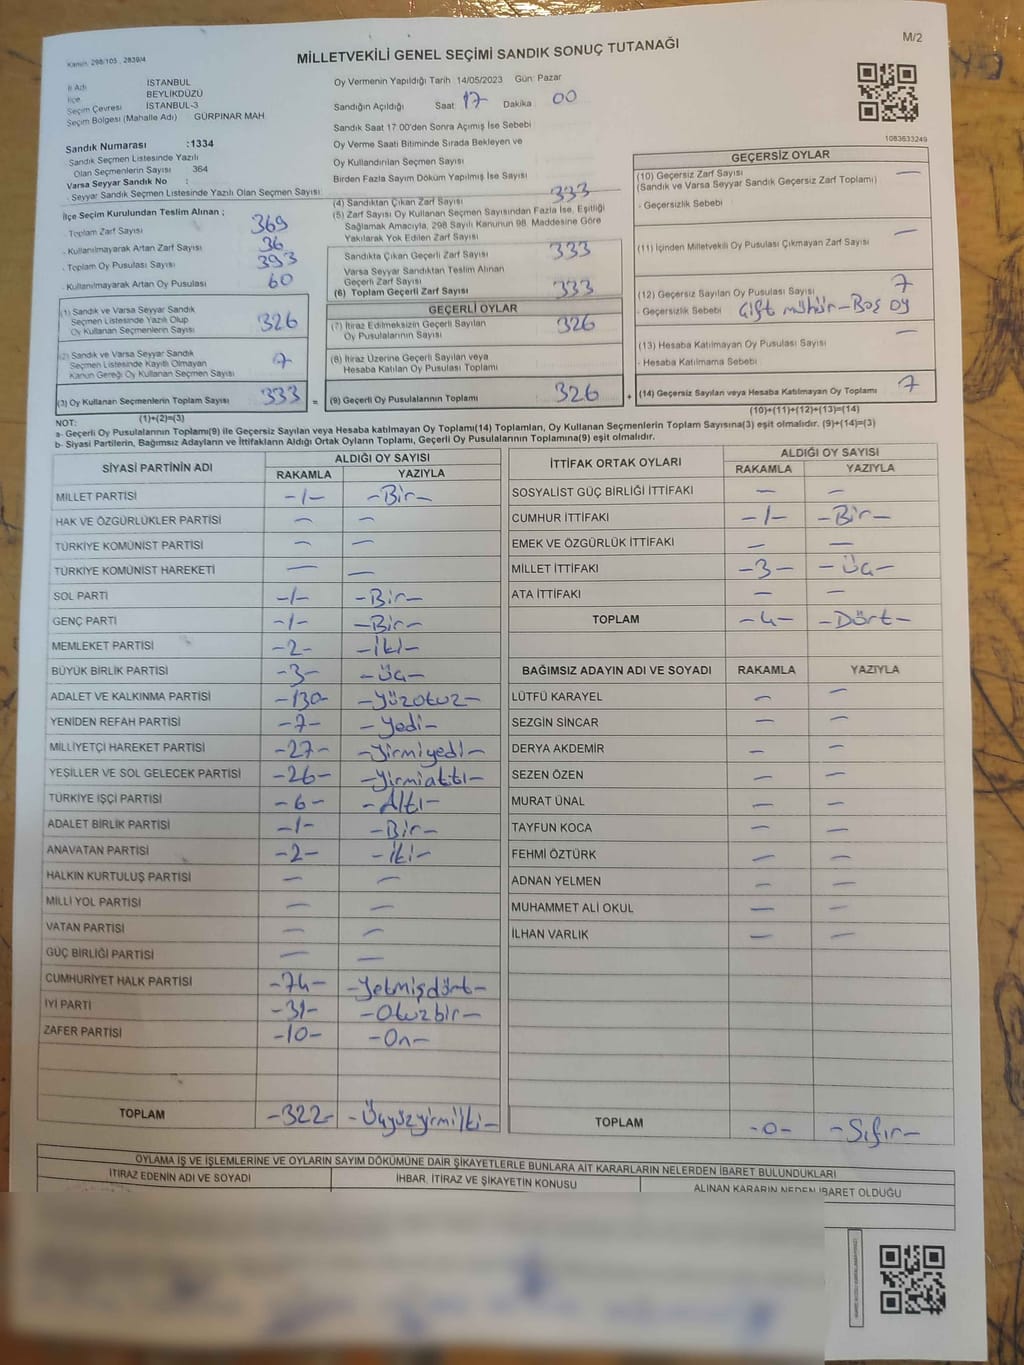 Kanun: 298/105 , 2839/4
MİLLETVEKİLİ GENEL SEÇİMİ SANDIK SONUÇ TUTANAĞI
M/2
İl Adı İSTANBUL
İlçe BEYLİKDÜZÜ
Seçim Çevresi İSTANBUL-3
Seçim Bölgesi (Mahalle Adı) GÜRPINAR MAH
Sandık Numarası :1334
- Sandık Seçmen Listesinde Yazılı
Olan Seçmenlerin Sayısı 364
Varsa Seyyar Sandık No :
- Seyyar Sandık Seçmen Listesinde Yazılı Olan Seçmen Sayısı
İlçe Seçim Kurulundan Teslim Alınan ;
- Toplam Zarf Sayısı 369
- Kullanılmayarak Artan Zarf Sayısı 36
- Toplam Oy Pusulası Sayısı 393
- Kullanılmayarak Artan Oy Pusulası 60
(1) Sandık ve Varsa Seyyar Sandık
Seçmen Listesinde Yazılı Olup
Oy Kullanan Seçmenlerin Sayısı 326
(2) Sandık ve Varsa Seyyar Sandık
Seçmen Listesinde Kayıtlı Olmayan
Kanun Gereği Oy Kullanan Seçmen Sayısı 7
(3) Oy Kullanan Seçmenlerin Toplam Sayısı 333 =
(1)+(2)=(3)
Oy Vermenin Yapıldığı Tarih 14/05/2023 Gün: Pazar
Sandığın Açıldığı Saat 17 Dakika 00
Sandık Saat 17:00'den Sonra Açımış İse Sebebi
Oy Verme Saati Bitiminde Sırada Bekleyen ve
Oy Kullandırılan Seçmen Sayısı
Birden Fazla Sayım Döküm Yapılmış İse Sayısı
(4) Sandıktan Çıkan Zarf Sayısı 333
(5) Zarf Sayısı Oy Kullanan Seçmen Sayısından Fazla İse, Eşitliği
Sağlamak Amacıyla, 298 Sayılı Kanunun 98. Maddesine Göre
Yakılarak Yok Edilen Zarf Sayısı
Sandıkta Çıkan Geçerli Zarf Sayısı 333
Varsa Seyyar Sandıktan Teslim Alınan
Geçerli Zarf Sayısı
(6) Toplam Geçerli Zarf Sayısı 333
GEÇERLİ OYLAR
(7) İtiraz Edilmeksizin Geçerli Sayılan
Oy Pusulalarının Sayısı 326
(8) İtiraz Üzerine Geçerli Sayılan veya
Hesaba Katılan Oy Pusulası Toplamı
(9) Geçerli Oy Pusulalarının Toplamı 326 +
1083633249
GEÇERSİZ OYLAR
(10) Geçersiz Zarf Sayısı —
(Sandık ve Varsa Seyyar Sandık Geçersiz Zarf Toplamı)
- Geçersizlik Sebebi
(11) İçinden Milletvekili Oy Pusulası Çıkmayan Zarf Sayısı —
(12) Geçersiz Sayılan Oy Pusulası Sayısı 7
- Geçersizlik Sebebi Çift mühür-Boş oy
(13) Hesaba Katılmayan Oy Pusulası Sayısı —
- Hesaba Katılmama Sebebi
(14) Geçersiz Sayılan veya Hesaba Katılmayan Oy Toplamı 7
(10)+(11)+(12)+(13)=(14)
NOT:
a- Geçerli Oy Pusulalarının Toplamı(9) ile Geçersiz Sayılan veya Hesap katılmayan Oy Toplamı(14) Toplamları, Oy Kullanan Seçmenlerin Toplam Sayısına(3) eşit olmalıdır. (9)+(14)=(3)
b- Siyasi Partilerin, Bağımsız Adayların ve İttifakların Aldığı Ortak Oyların Toplamı, Geçerli Oy Pusulalarının Toplamına(9) eşit olmalıdır.
SİYASİ PARTİNİN ADI
ALDIĞI OY SAYISI
RAKAMLA YAZIYLA
MİLLET PARTİSİ -1- -Bir-
HAK VE ÖZGÜRLÜKLER PARTİSİ — —
TÜRKİYE KOMÜNİST PARTİSİ — —
TÜRKİYE KOMÜNİST HAREKETİ — —
SOL PARTİ -1- -Bir-
GENÇ PARTİ -1- -Bir-
MEMLEKET PARTİSİ -2- -İki-
BÜYÜK BİRLİK PARTİSİ -3- -Üç-
ADALET VE KALKINMA PARTİSİ -130- -Yüzotuz-
YENİDEN REFAH PARTİSİ -7- -Yedi-
MİLLİYETÇİ HAREKET PARTİSİ -27- -Yirmiyedi-
YEŞİLLER VE SOL GELECEK PARTİSİ -26- -Yirmialtı-
TÜRKİYE İŞÇİ PARTİSİ -6- -Altı-
ADALET BİRLİK PARTİSİ -1- -Bir-
ANAVATAN PARTİSİ -2- -İki-
HALKIN KURTULUŞ PARTİSİ — —
MİLLİ YOL PARTİSİ — —
VATAN PARTİSİ — —
GÜÇ BİRLİĞİ PARTİSİ — —
CUMHURİYET HALK PARTİSİ -74- -Yetmişdört-
İYİ PARTİ -31- -Otuzbir-
ZAFER PARTİSİ -10- -On-
TOPLAM -322- -Üçyüzyirmiİki-
İTTİFAK ORTAK OYLARI
ALDIĞI OY SAYISI
RAKAMLA YAZIYLA
SOSYALİST GÜÇ BİRLİĞİ İTTİFAKI — —
CUMHUR İTTİFAKI -1- -Bir-
EMEK VE ÖZGÜRLÜK İTTİFAKI — —
MİLLET İTTİFAKI -3- -Üç-
ATA İTTİFAKI — —
TOPLAM -4- -Dört-
BAĞIMSIZ ADAYIN ADI VE SOYADI RAKAMLA YAZIYLA
LÜTFÜ KARAYEL — —
SEZGİN SİNCAR — —
DERYA AKDEMİR — —
SEZEN ÖZEN — —
MURAT ÜNAL — —
TAYFUN KOCA — —
FEHMİ ÖZTÜRK — —
ADNAN YELMEN — —
MUHAMMET ALİ OKUL — —
İLHAN VARLIK — —
TOPLAM -0- -Sıfır-
OYLAMA İŞ VE İŞLEMLERİNE VE OYLARIN SAYIM DÖKÜMÜNE DAİR ŞİKAYETLERLE BUNLARA AİT KARARLARIN NELERDEN İBARET BULUNDUKLARI
İTİRAZ EDENİN ADI VE SOYADI
İHBAR, İTİRAZ VE ŞİKAYETİN KONUSU
ALINAN KARARIN NEDEN İBARET OLDUĞU